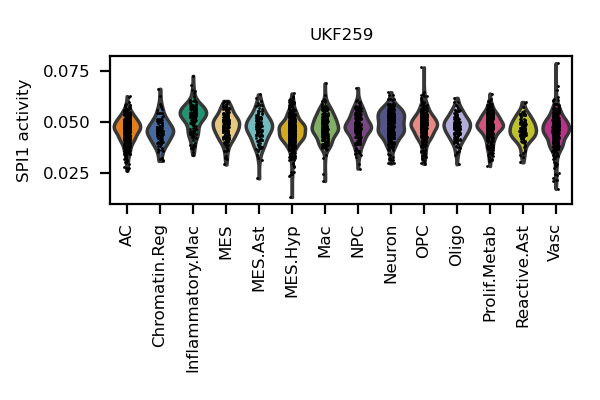 UKF259
SPI1 activity
0.075
0.050
0.025
AC
Chromatin.Reg
Inflammatory.Mac
MES
MES.Ast
MES.Hyp
Mac
NPC
Neuron
OPC
Oligo
Prolif.Metab
Reactive.Ast
Vasc